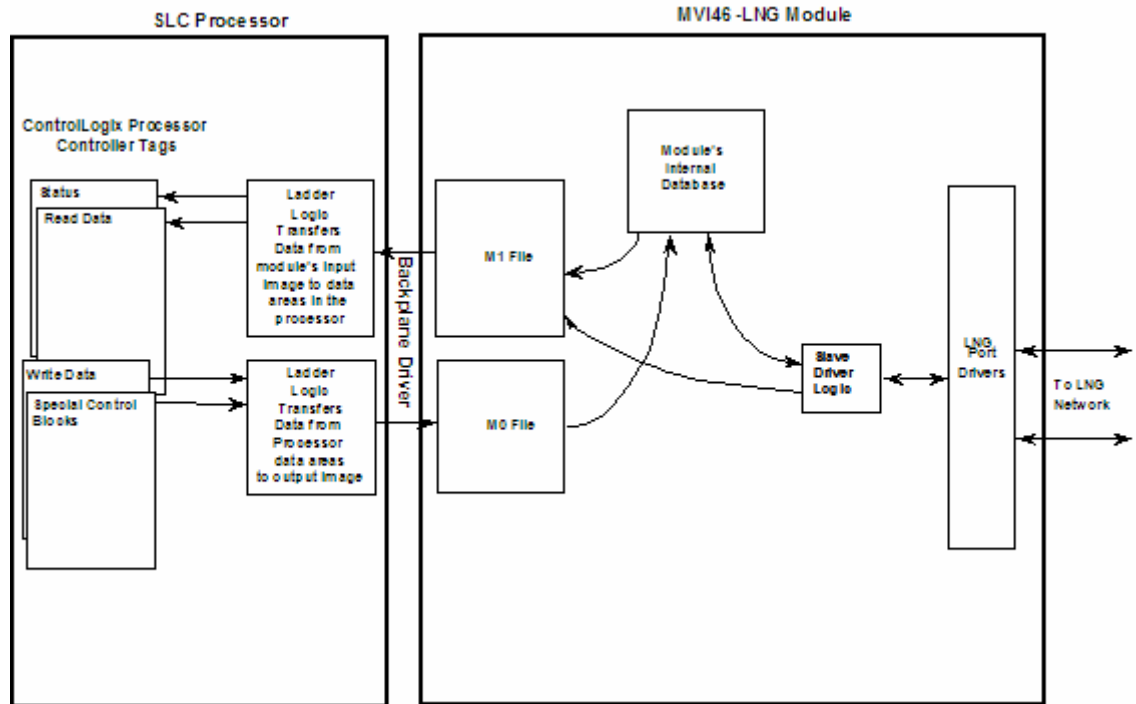 SLC Processor
MVI46-LNG Module
ControlLogix Processor
Controller Tags
Status
Read Data
Write Data
Special Control
Blocks
Ladder
Logic
Transfers
Data from
module's input
image to data
areas in the
processor
Ladder
Logic
Transfers
Data from
Processor
data areas
to output image
Backplane Driver
M1 File
M0 File
Module's
Internal
Database
Slave
Driver
Logic
LNG
Port
Drivers
To LNG
Network